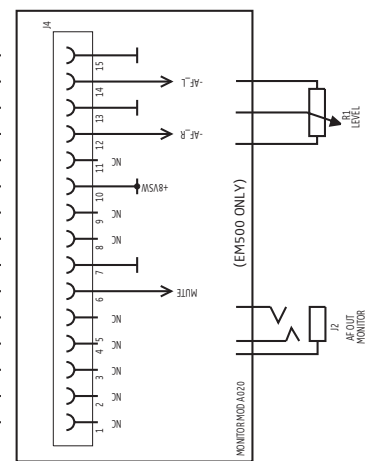 J4
15
14
-AF_L
13
12
-AF_R
11
NC
10
+8VSW
9
NC
8
NC
7
6
MUTE
5
NC
4
NC
3
NC
2
NC
1
NC
R1
LEVEL
(EM500 ONLY)
J2
AF OUT
MONITOR
MONITOR MOD A020